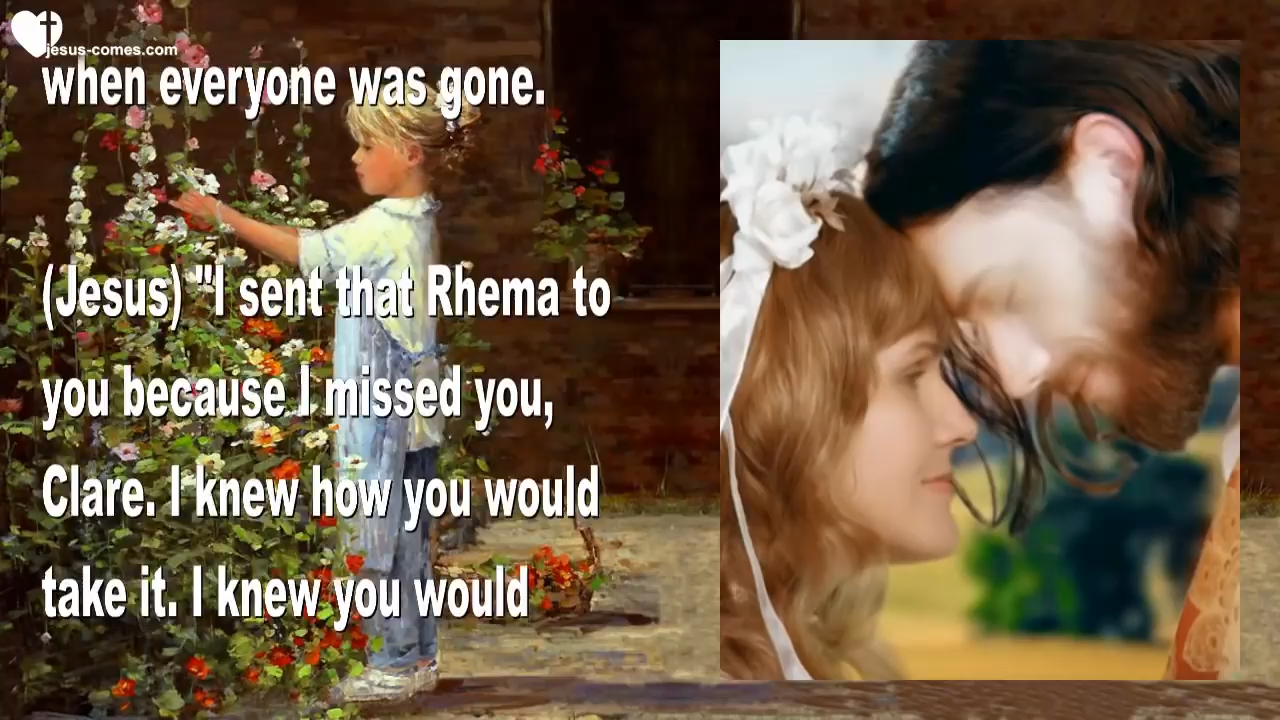 jesus-comes.com
when everyone was gone.
(Jesus) "I sent that Rhema to
you because I missed you,
Clare. I knew how you would
take it. I knew you would